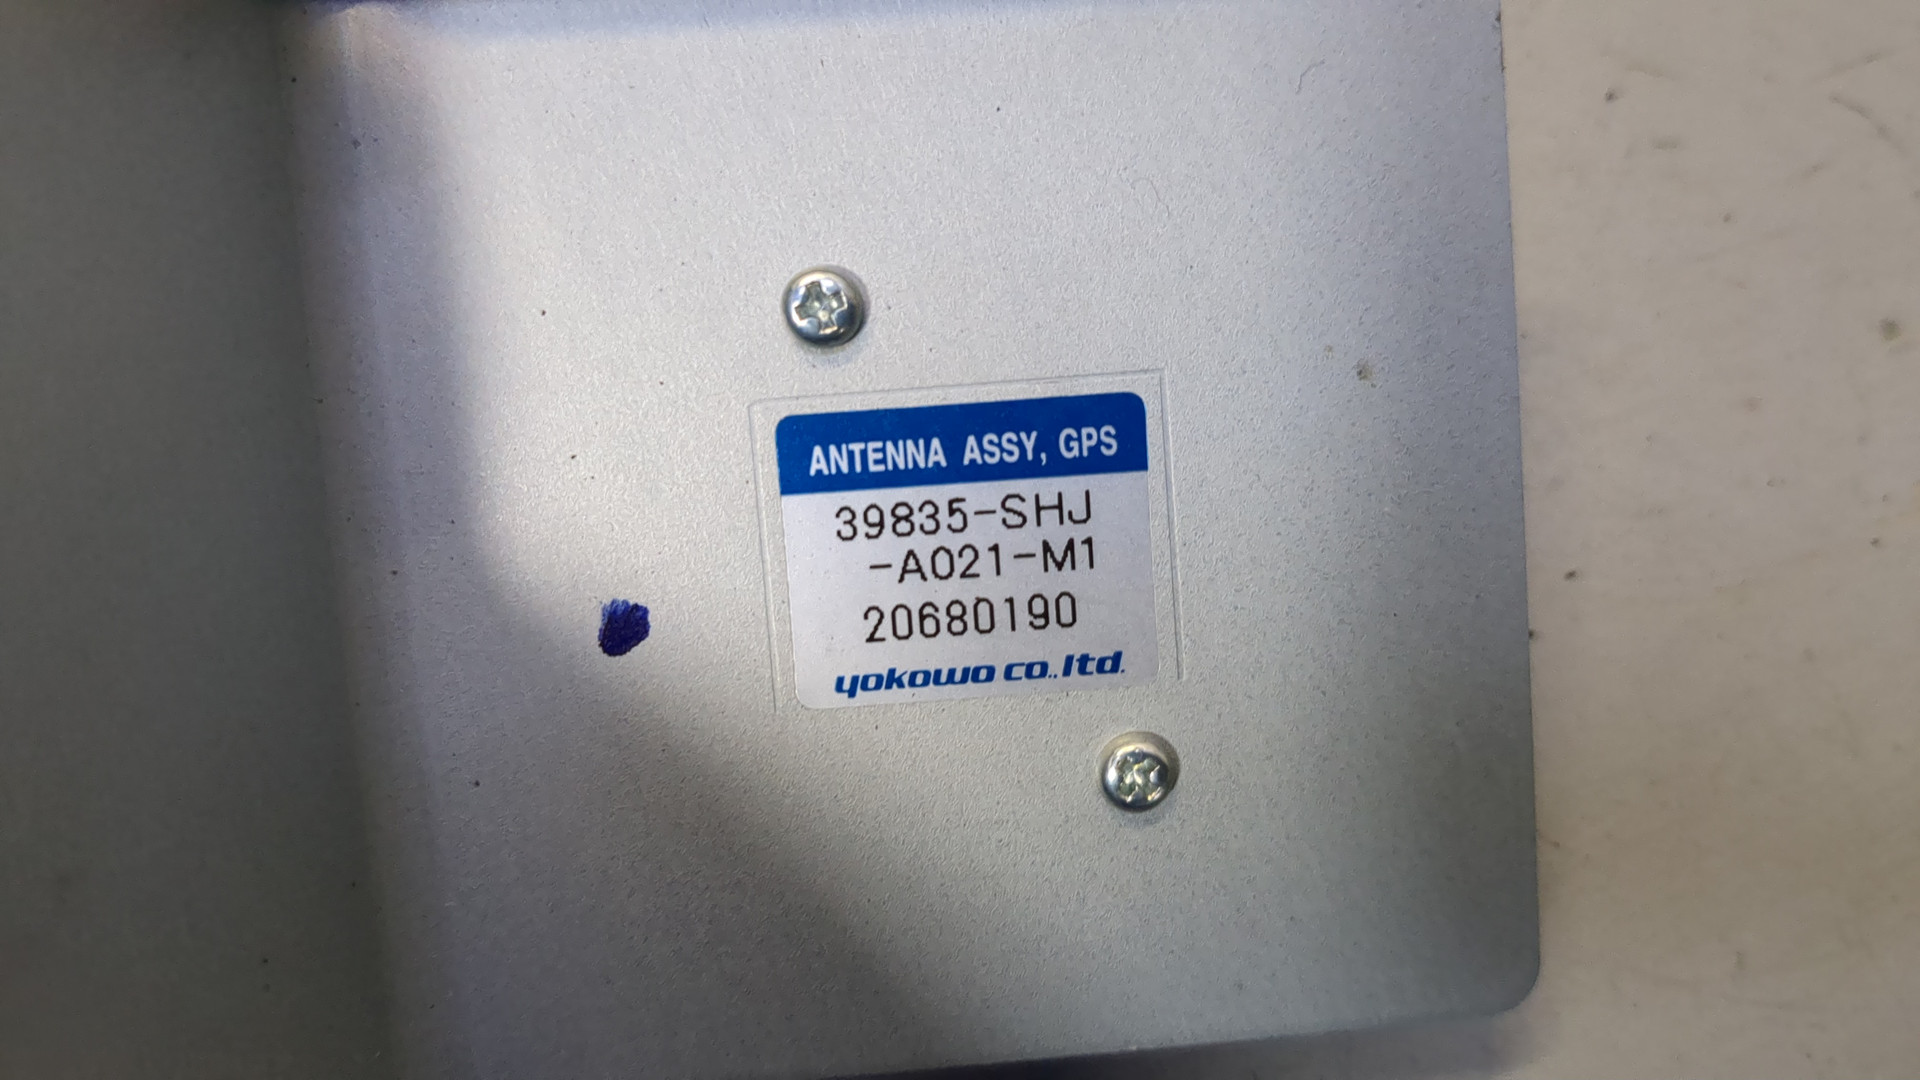 ANTENNA ASSY, GPS
39835-SHJ
-A021-M1
20680190
yokowo co.,ltd.